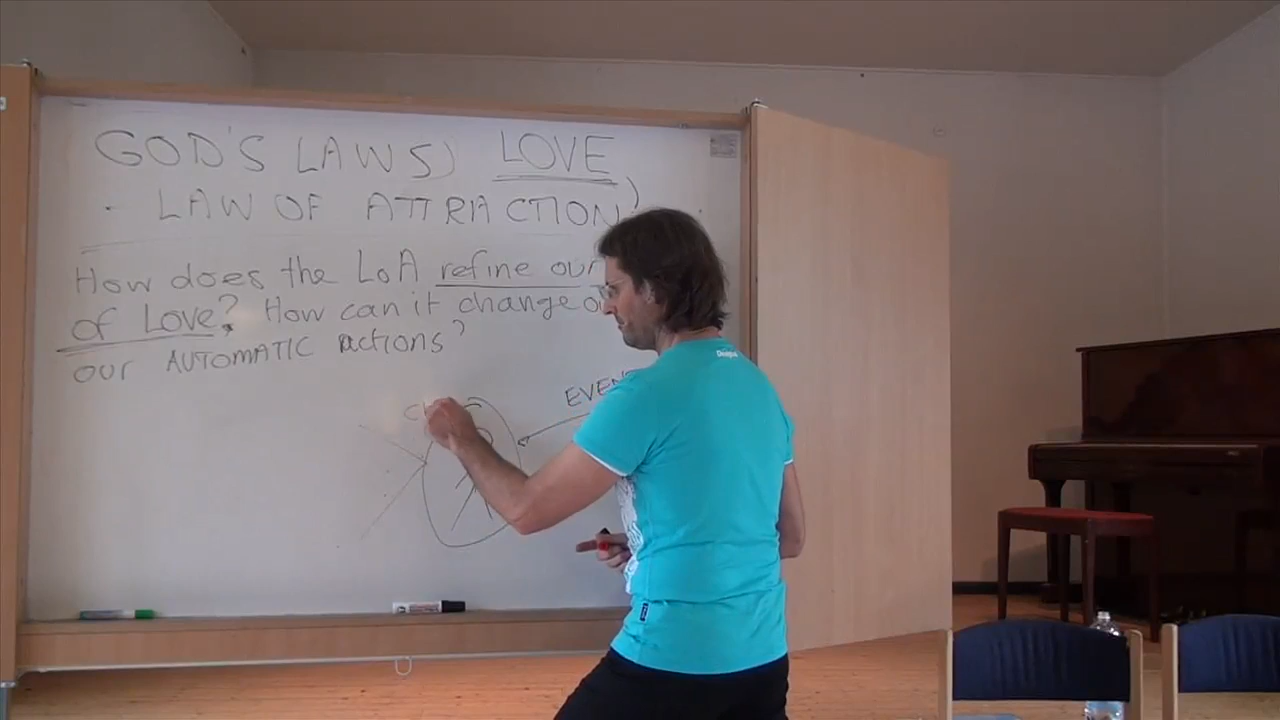 GOD'S LAWS) LOVE
· LAW OF ATTRACTION)
How does the LoA refine our
of Love? How can it change
our AUTOMATIC actions?
EVEN
Desigual